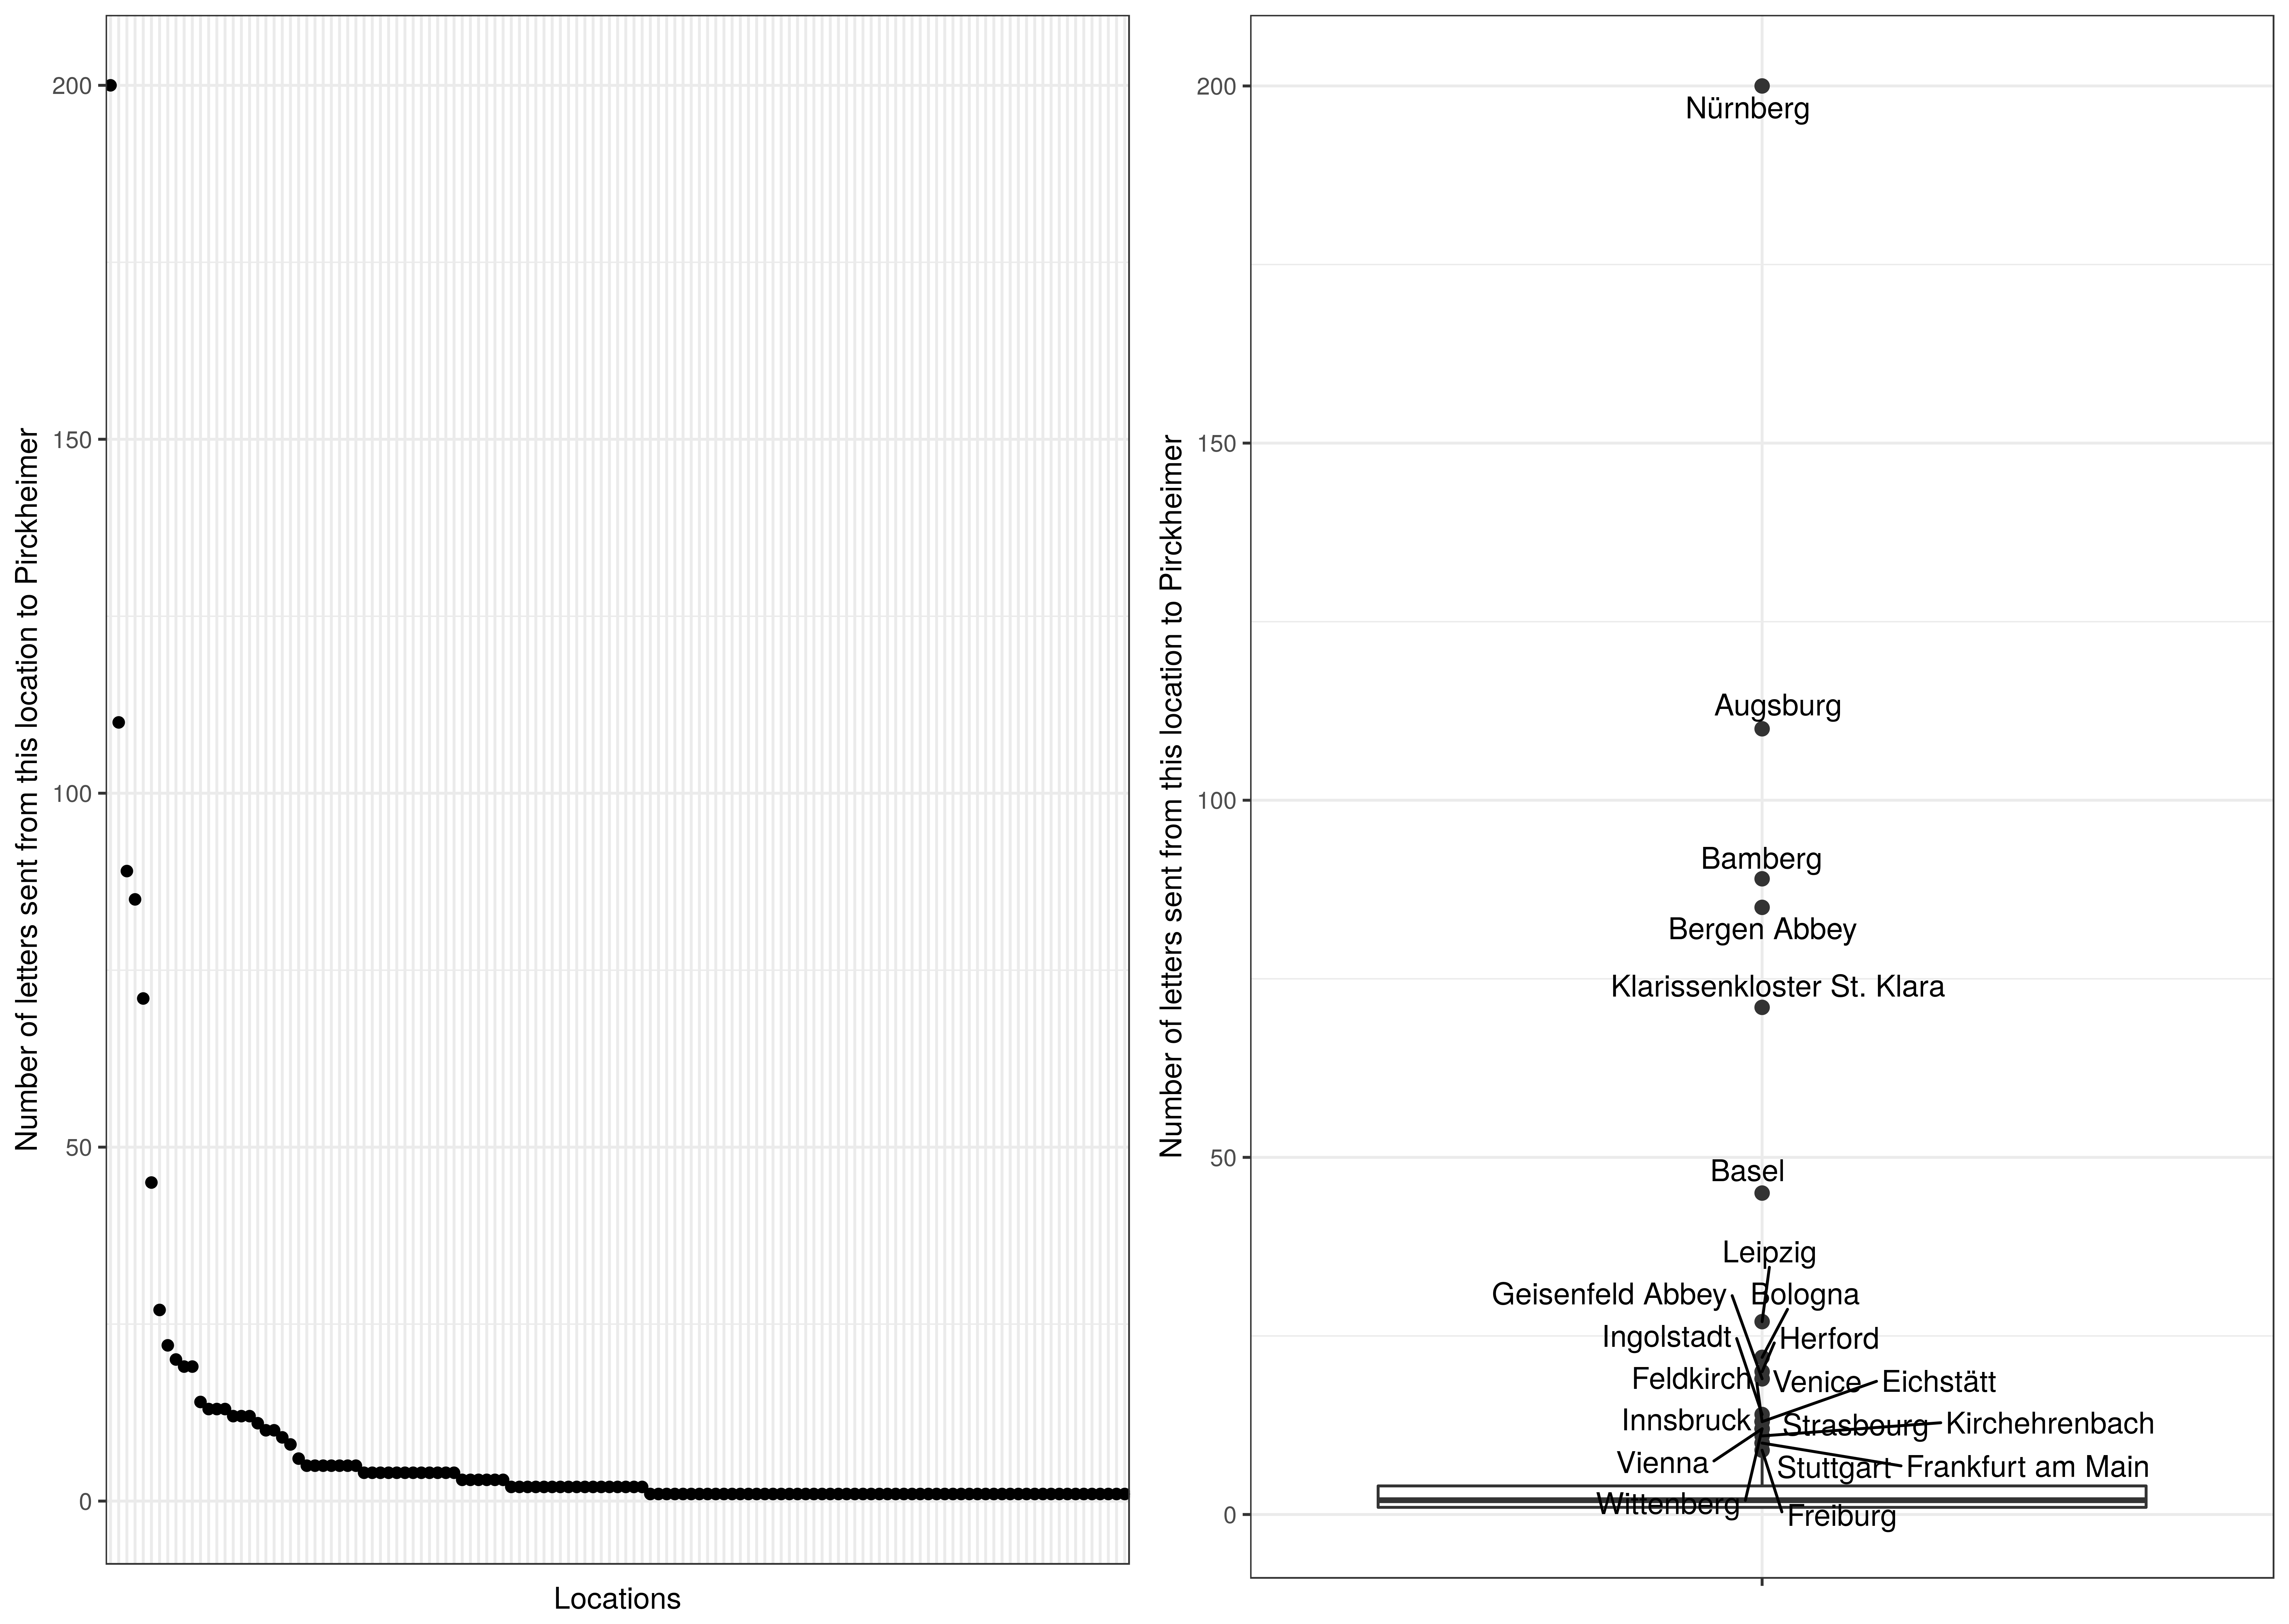 Number of letters sent from this location to Pirckheimer
200
150
100
50
0
Locations
Number of letters sent from this location to Pirckheimer
200
150
100
50
0
Nürnberg
Augsburg
Bamberg
Bergen Abbey
Klarissenkloster St. Klara
Basel
Leipzig
Geisenfeld Abbey
Bologna
Ingolstadt
Herford
Feldkirch
Venice
Eichstätt
Innsbruck
Strasbourg
Kirchehrenbach
Vienna
Stuttgart
Frankfurt am Main
Wittenberg
Freiburg